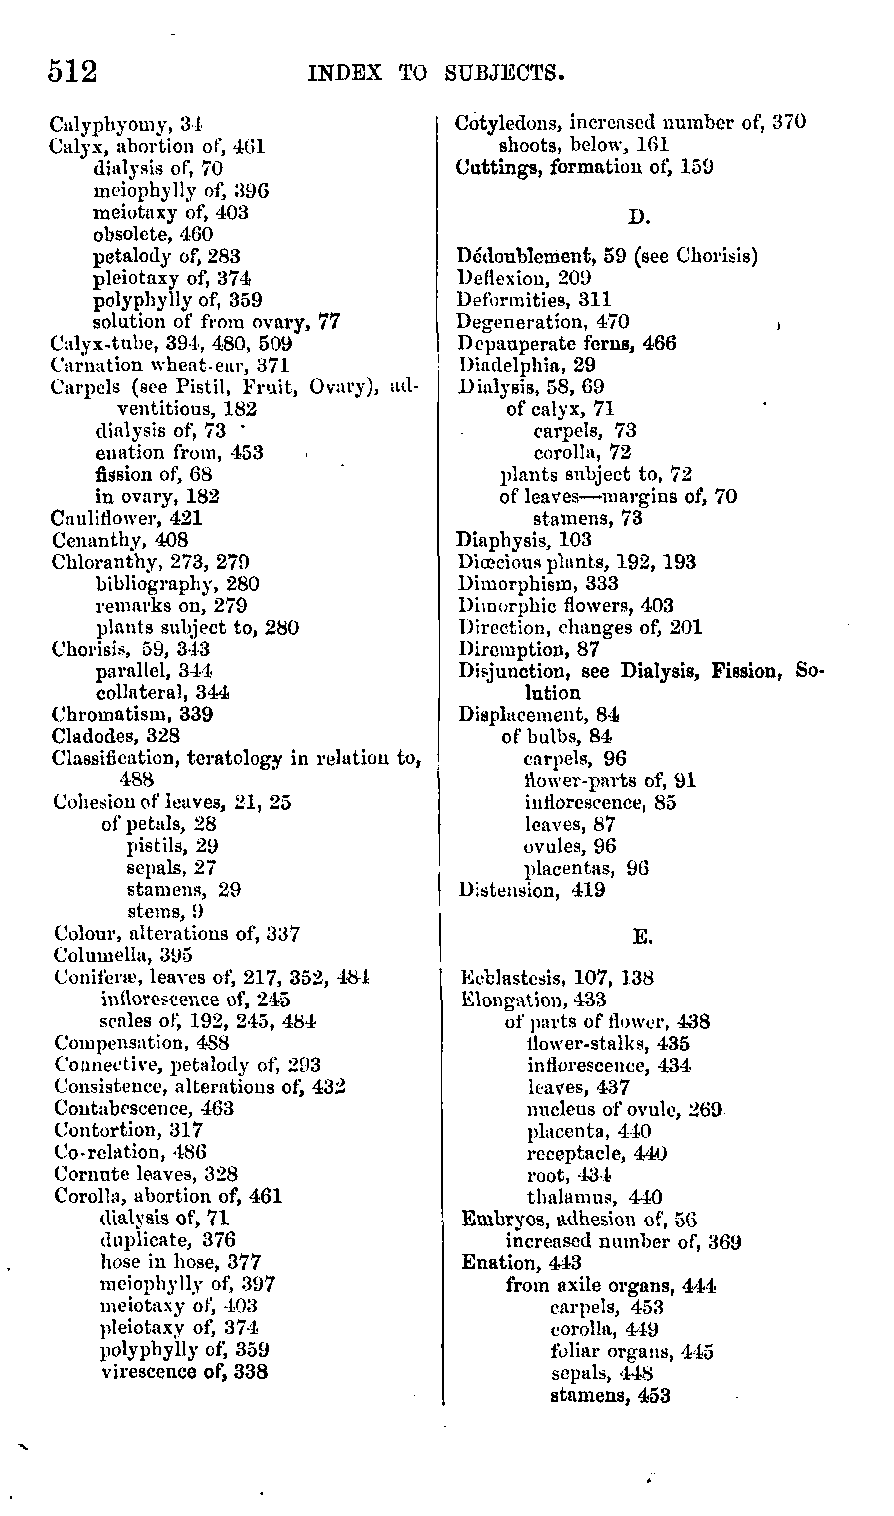 512 INDEX TO SUBJECTS.
Calyphyomy, 34
Calyx, abortion of, 461
dialysis of, 70
meiophylly of, 396
meiotaxy of, 403
obsolete, 460
petalody of, 283
pleiotaxy of, 374
polyphylly of, 359
solution of from ovary, 77
Calyx-tube, 394, 480, 509
Carnation wheat-ear, 371
Carpels (see Pistil, Fruit, Ovary), ad-
ventitious, 182
dialysis of, 73
enation from, 453
fission of, 68
in ovary, 182
Cauliflower, 421
Cenanthy, 408
Chloranthy, 273, 279
bibliography, 280
remarks on, 279
plants subject to, 280
Chorisis, 59, 343
parallel, 344
collateral, 344
Chromatism, 339
Cladodes, 328
Classification, teratology in relation to,
488
Cohesion of leaves, 21, 25
of petals, 28
pistils, 29
sepals, 27
stamens, 29
stems, 9
Colour, alterations of, 337
Columella, 395
Coniferæ, leaves of, 217, 352, 484
inflorescence of, 245
scales of, 192, 245, 484
Compensation, 488
Connective, petalody of, 293
Consistence, alterations of, 432
Contabescence, 463
Contortion, 317
Co-relation, 486
Cornute leaves, 328
Corolla, abortion of, 461
dialysis of, 71
duplicate, 376
hose in hose, 377
meiophylly of, 397
meiotaxy of, 403
pleiotaxy of, 374
polyphylly of, 359
virescence of, 338
Cotyledons, increased number of, 370
shoots, below, 161
Cuttings, formation of, 159
D.
Dédoublement, 59 (see Chorisis)
Deflexion, 209
Deformities, 311
Degeneration, 470
Depauperate ferns, 466
Diadelphia, 29
Dialysis, 58, 69
of calyx, 71
carpels, 73
corolla, 72
plants subject to, 72
of leaves—margins of, 70
stamens, 73
Diaphysis, 103
Diœcious plants, 192, 193
Dimorphism, 333
Dimorphic flowers, 403
Direction, changes of, 201
Diremption, 87
Disjunction, see Dialysis, Fission, So-
lution
Displacement, 84
of bulbs, 84
carpels, 96
flower-parts of, 91
inflorescence, 85
leaves, 87
ovules, 96
placentas, 96
Distension, 419
E.
Ecblastesis, 107, 138
Elongation, 433
of parts of flower, 438
flower-stalks, 435
inflorescence, 434
leaves, 437
nucleus of ovule, 269
placenta, 440
receptacle, 440
root, 434
thalamus, 440
Embryos, adhesion of, 56
increased number of, 369
Enation, 443
from axile organs, 444
carpels, 453
corolla, 449
foliar organs, 445
sepals, 448
stamens, 453